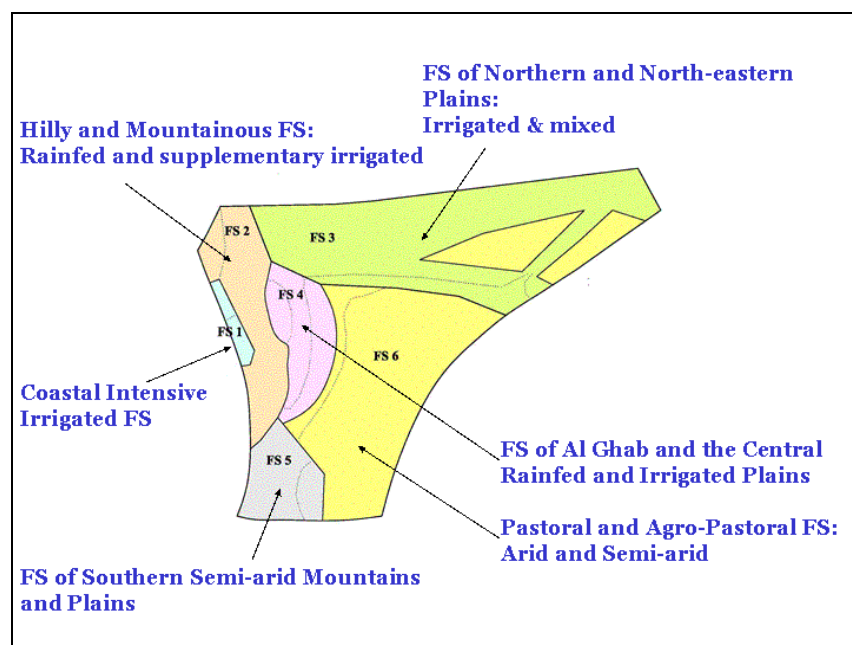 FS of Northern and North-eastern
Plains:
Irrigated & mixed
Hilly and Mountainous FS:
Rainfed and supplementary irrigated
FS 2
FS 3
FS 4
FS 1
FS 6
Coastal Intensive
Irrigated FS
FS of Al Ghab and the Central
Rainfed and Irrigated Plains
FS 5
Pastoral and Agro-Pastoral FS:
Arid and Semi-arid
FS of Southern Semi-arid Mountains
and Plains